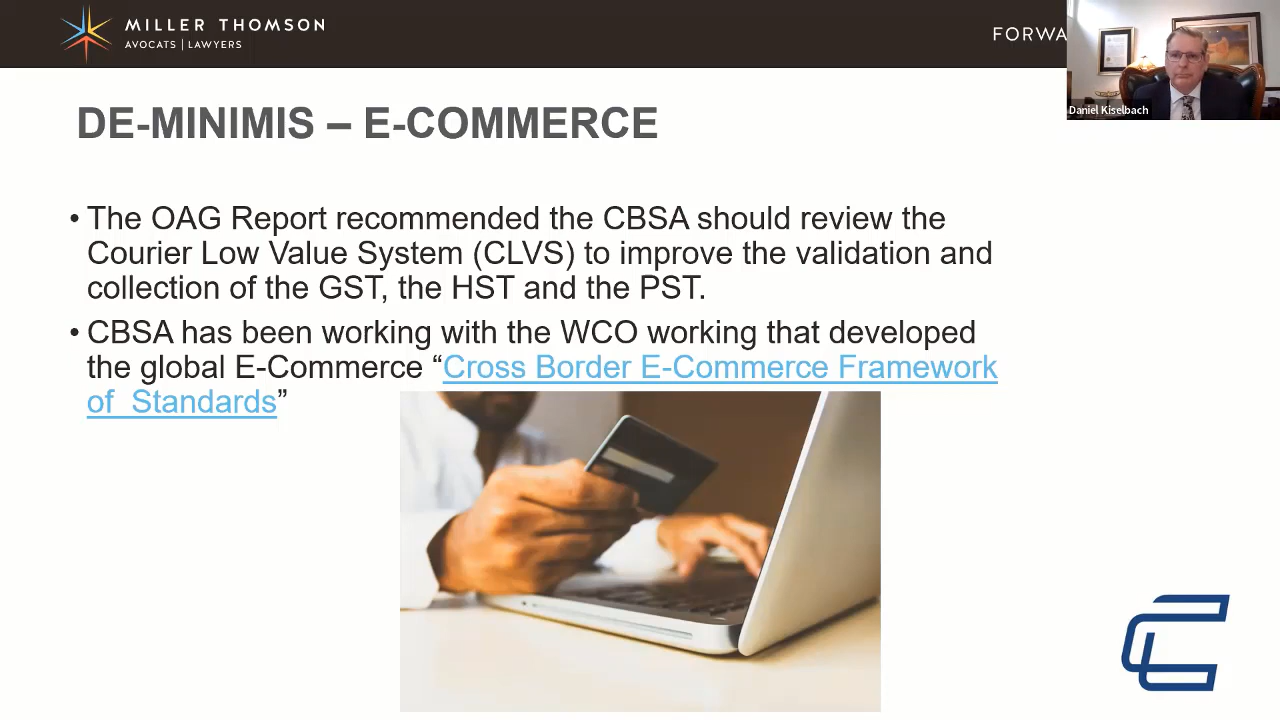 MILLER THOMSON
AVOCATS | LAWYERS
FORWA
Daniel Kiselbach
DE-MINIMIS – E-COMMERCE
• The OAG Report recommended the CBSA should review the
Courier Low Value System (CLVS) to improve the validation and
collection of the GST, the HST and the PST.
• CBSA has been working with the WCO working that developed
the global E-Commerce “Cross Border E-Commerce Framework
of  Standards”